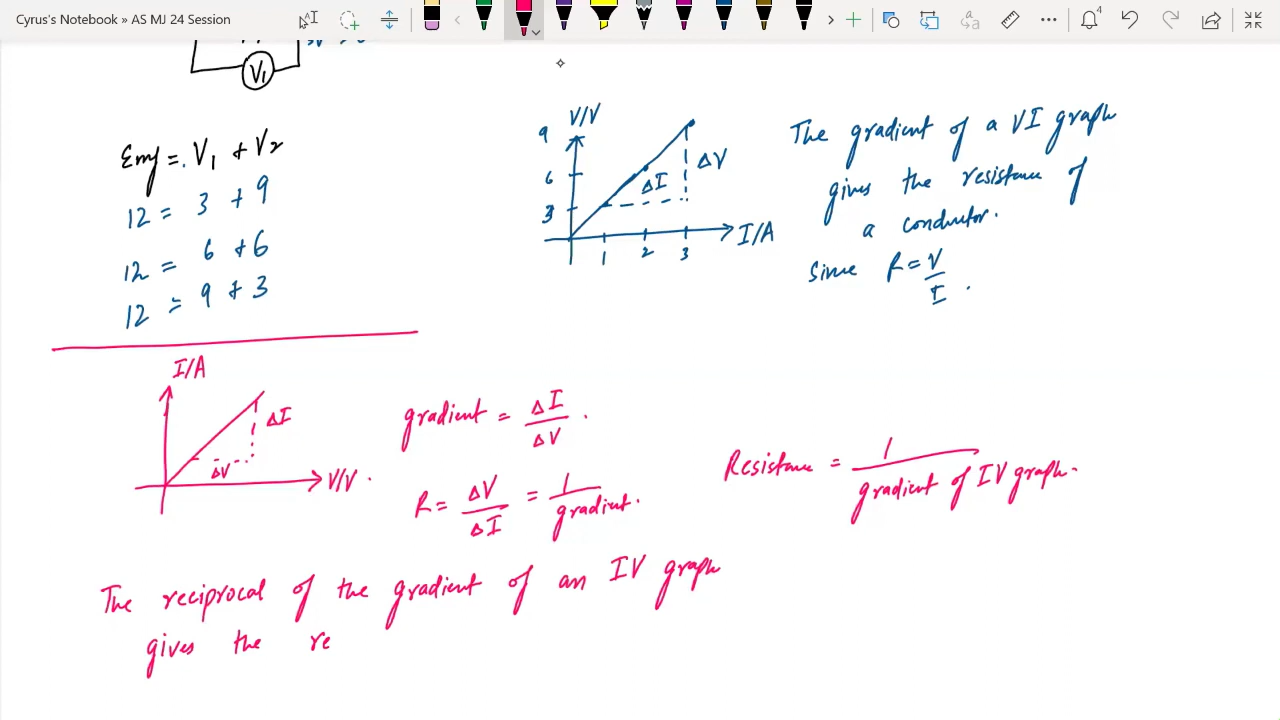 Cyrus's Notebook » AS MJ 24 Session
4
V1
Emf = V1 + V2
12 = 3 + 9
12 = 6 + 6
12 = 9 + 3
V/V
9
6
3
ΔI
ΔV
1 2 3
I/A
The gradient of a VI graph
gives the resistance of
a conductor.
Since R = V/I.
I/A
ΔI
ΔV
V/V.
gradient = ΔI/ΔV.
R = ΔV/ΔI = 1/gradient.
Resistance = 1/gradient of IV graph.
The reciprocal of the gradient of an IV graph
gives the re